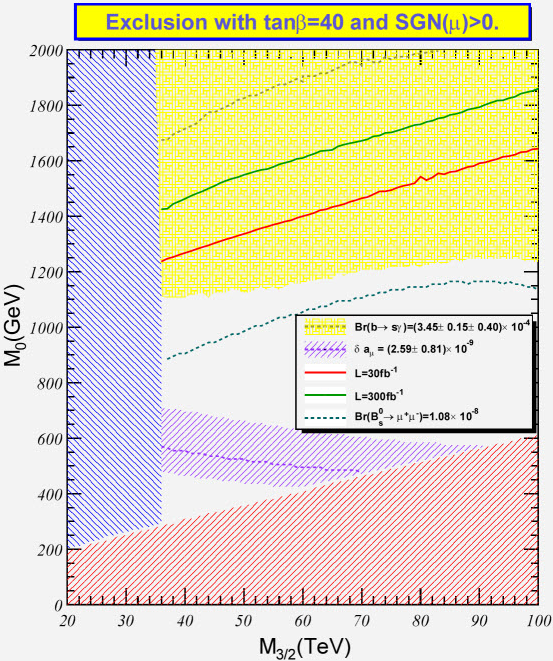 Exclusion with tanβ=40 and SGN(μ)>0.
2000
1800
1600
1400
1200
1000
800
600
400
200
0
M0(GeV)
Br(b→ sγ)=(3.45± 0.15± 0.40)× 10-4
δ aμ = (2.59± 0.81)× 10-9
L=30fb-1
L=300fb-1
Br(B0s→ μ+μ-)=1.08× 10-8
20 30 40 50 60 70 80 90 100
M3/2(TeV)